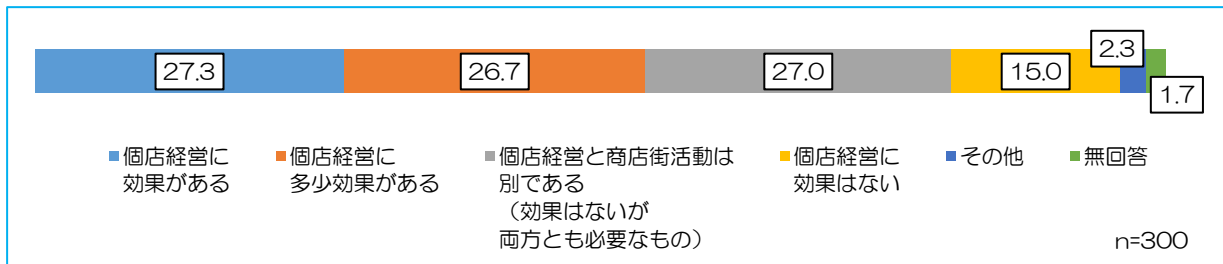 27.3
26.7
27.0
15.0
2.3
1.7
個店経営に
効果がある
個店経営に
多少効果がある
個店経営と商店街活動は
別である
（効果はないが
両方とも必要なもの）
個店経営に
効果はない
その他
無回答
n=300